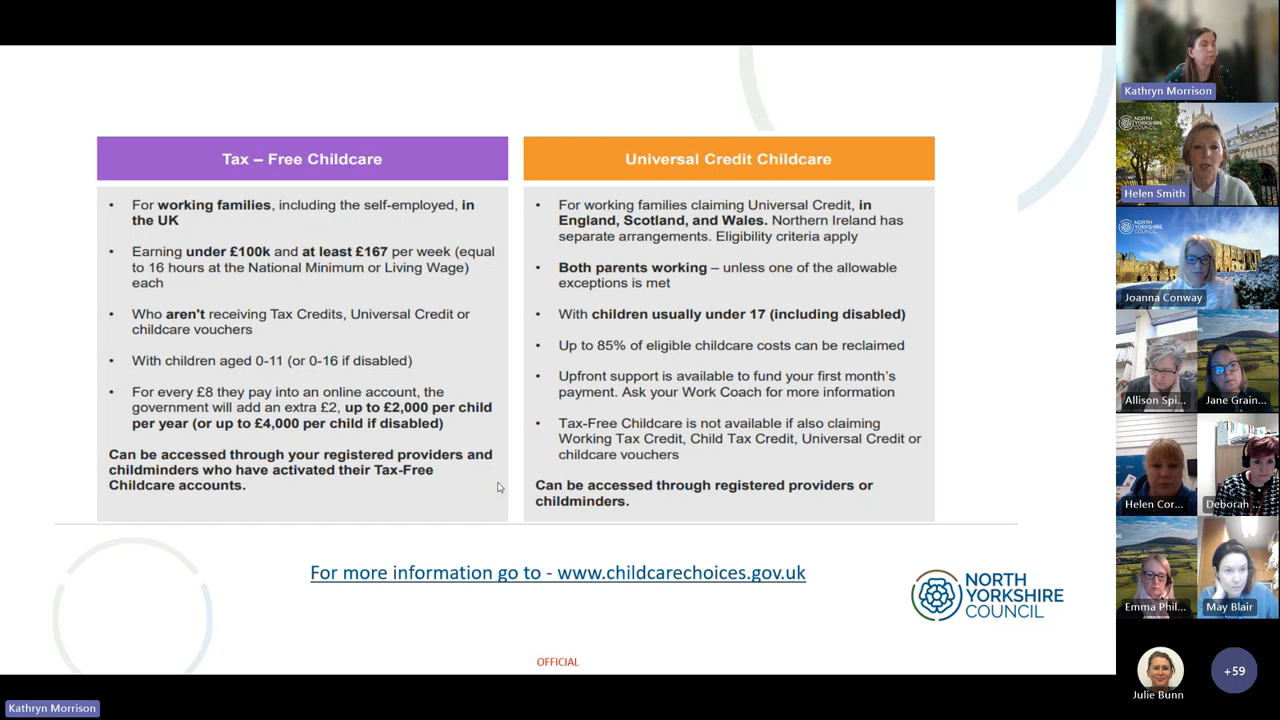 Tax – Free Childcare
• For working families, including the self-employed, in
the UK
• Earning under £100k and at least £167 per week (equal
to 16 hours at the National Minimum or Living Wage)
each
• Who aren't receiving Tax Credits, Universal Credit or
childcare vouchers
• With children aged 0-11 (or 0-16 if disabled)
• For every £8 they pay into an online account, the
government will add an extra £2, up to £2,000 per child
per year (or up to £4,000 per child if disabled)
Can be accessed through your registered providers and
childminders who have activated their Tax-Free
Childcare accounts.
Universal Credit Childcare
• For working families claiming Universal Credit, in
England, Scotland, and Wales. Northern Ireland has
separate arrangements. Eligibility criteria apply
• Both parents working – unless one of the allowable
exceptions is met
• With children usually under 17 (including disabled)
• Up to 85% of eligible childcare costs can be reclaimed
• Upfront support is available to fund your first month's
payment. Ask your Work Coach for more information
• Tax-Free Childcare is not available if also claiming
Working Tax Credit, Child Tax Credit, Universal Credit or
childcare vouchers
Can be accessed through registered providers or
childminders.
For more information go to - www.childcarechoices.gov.uk
NORTH
YORKSHIRE
COUNCIL
OFFICIAL
Kathryn Morrison
Kathryn Morrison
NORTH
YORKSHIRE
COUNCIL
Helen Smith
NORTH
YORKSHIRE
COUNCIL
Joanna Conway
Allison Spi...
Jane Grain...
Helen Cor...
Deborah ...
Emma Phil...
May Blair
Julie Bunn
+59